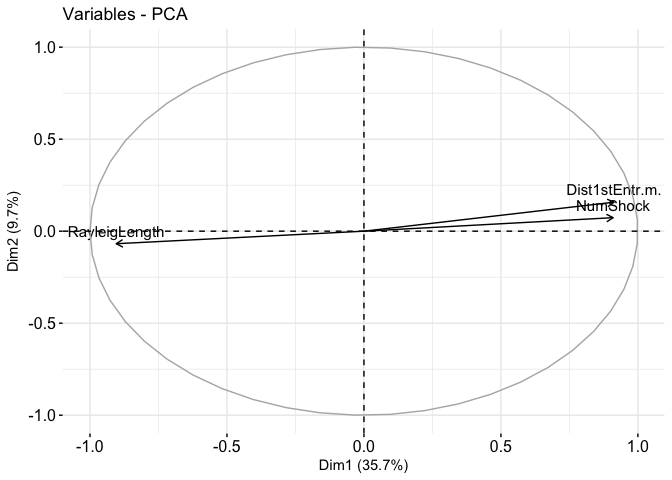 Variables - PCA
1.0
0.5
Dist1stEntr.m.
NumShock
RayleigLength
0.0
-0.5
-1.0
-1.0
-0.5
0.0
0.5
1.0
Dim1 (35.7%)
Dim2 (9.7%)